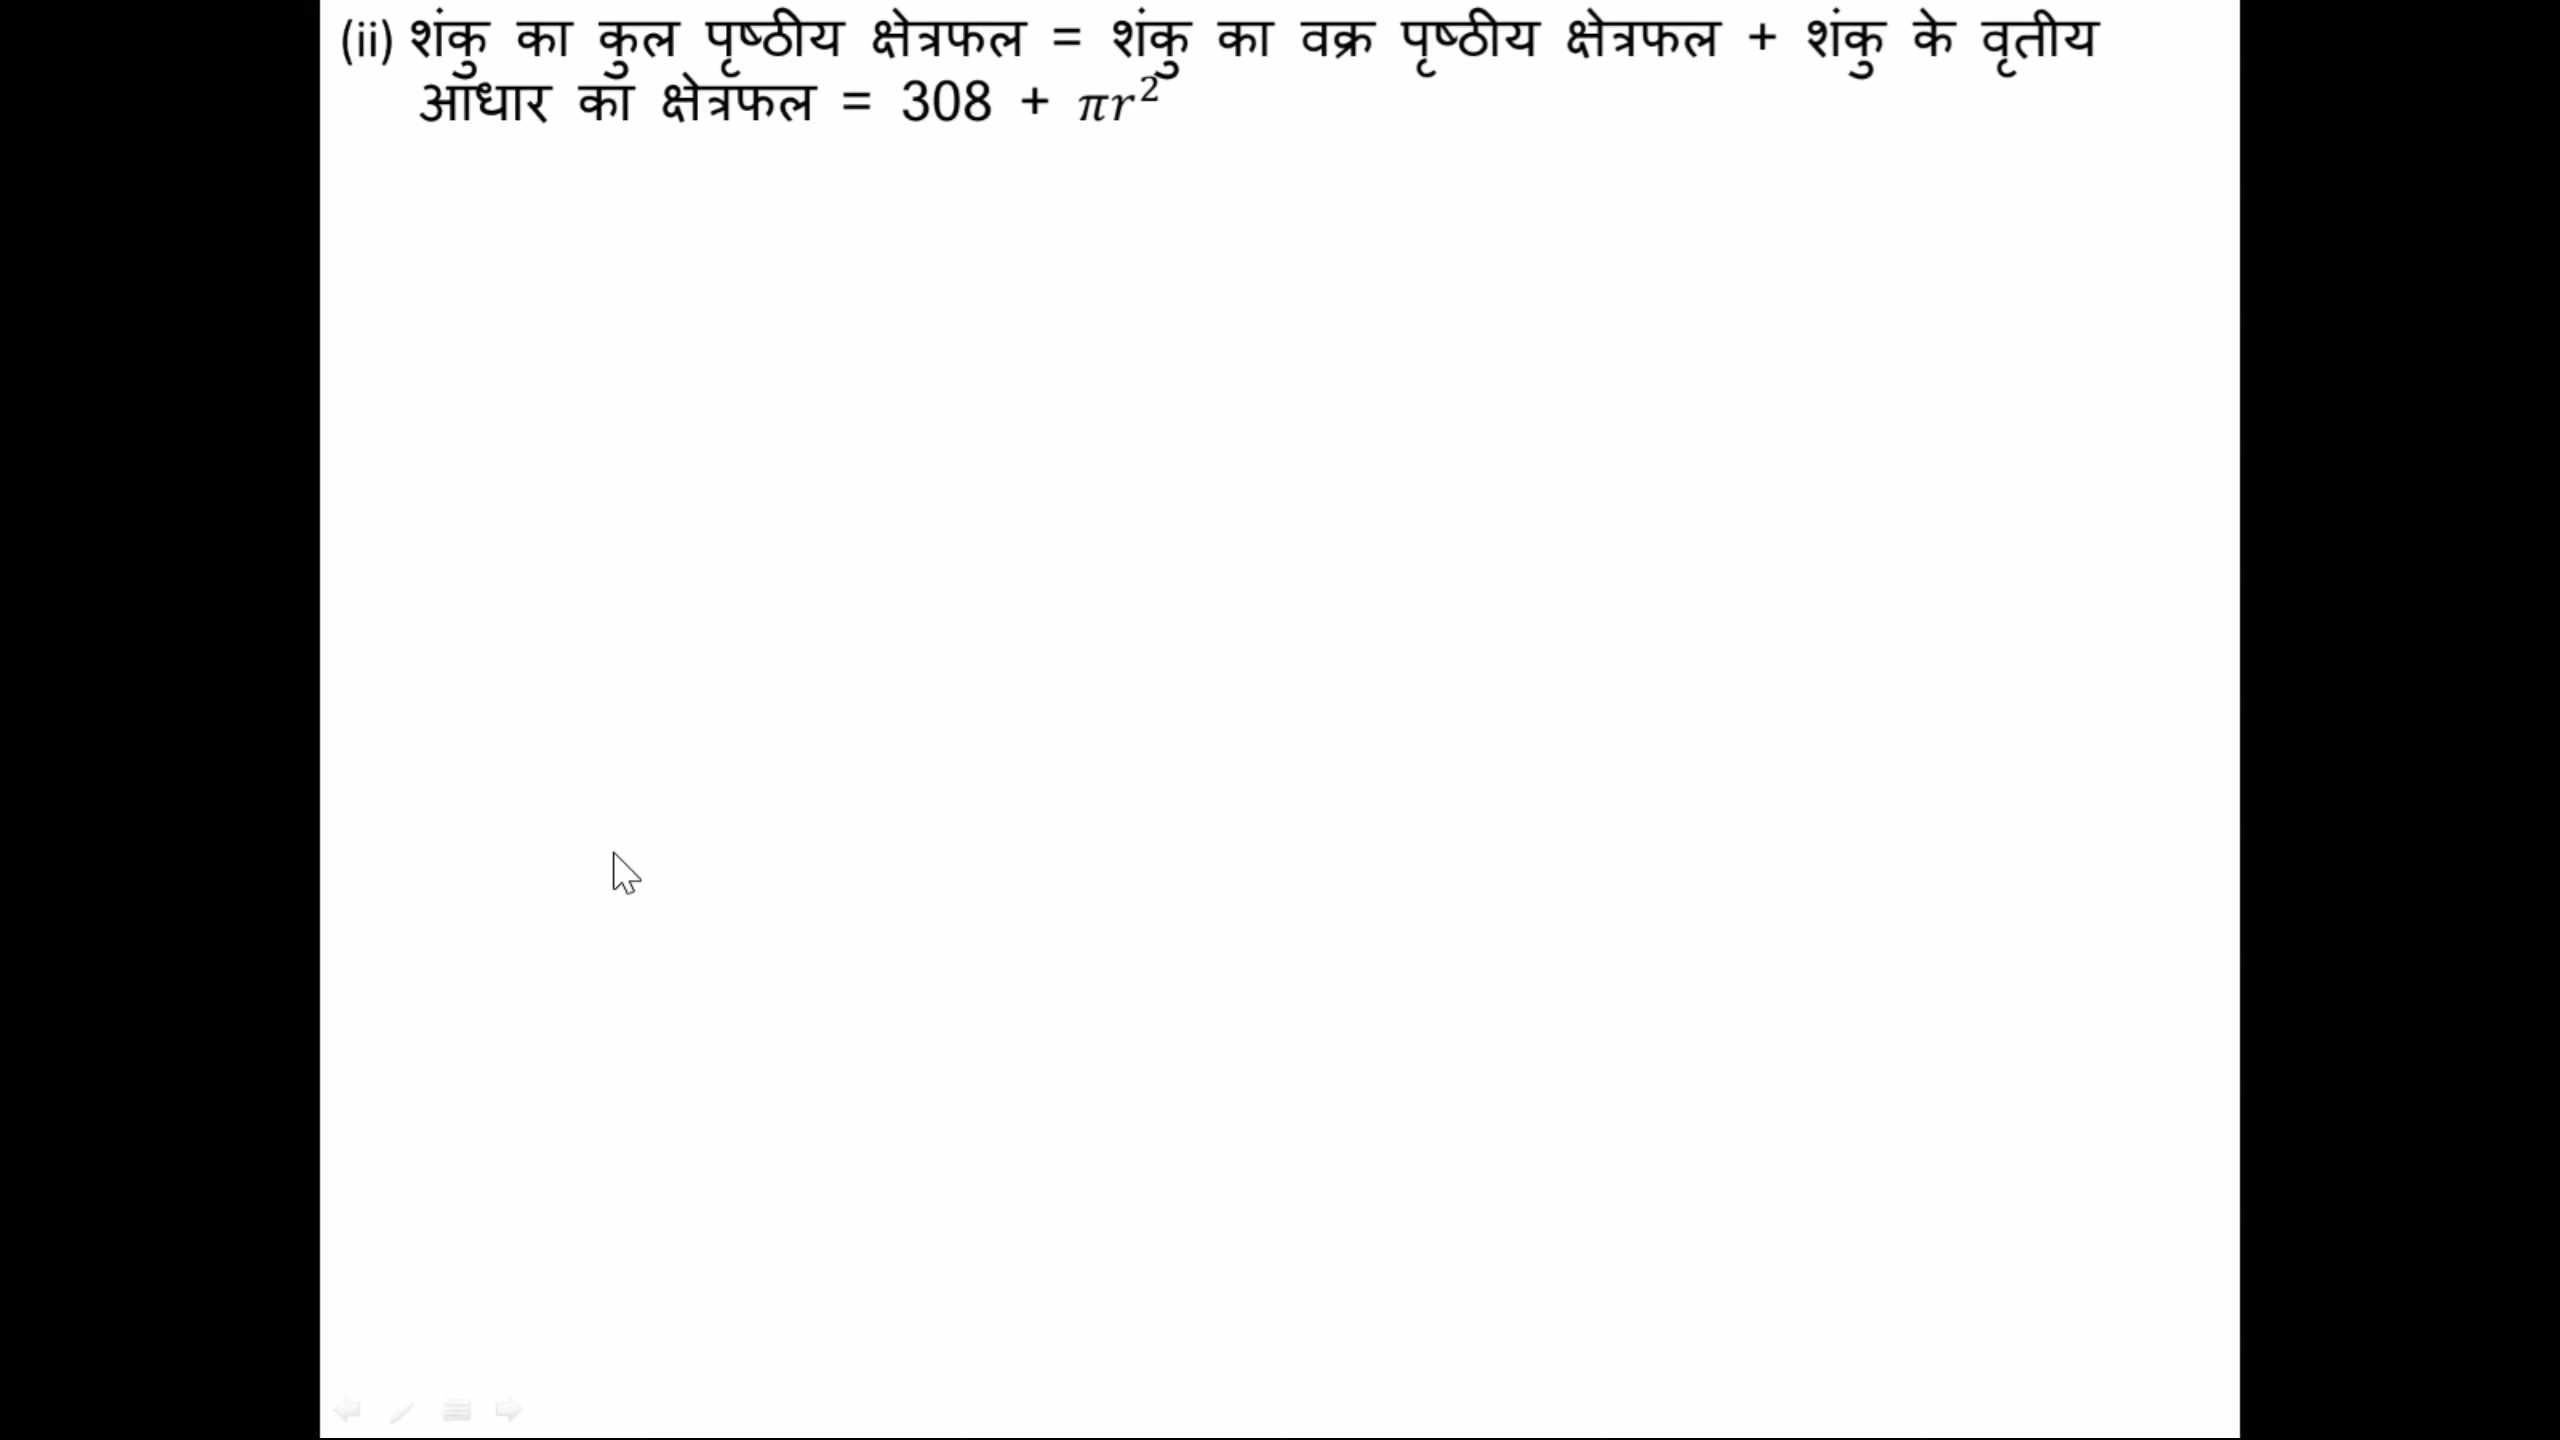 (ii) शंकु का कुल पृष्ठीय क्षेत्रफल = शंकु का वक्र पृष्ठीय क्षेत्रफल + शंकु के वृतीय
आधार का क्षेत्रफल = 308 + πr²